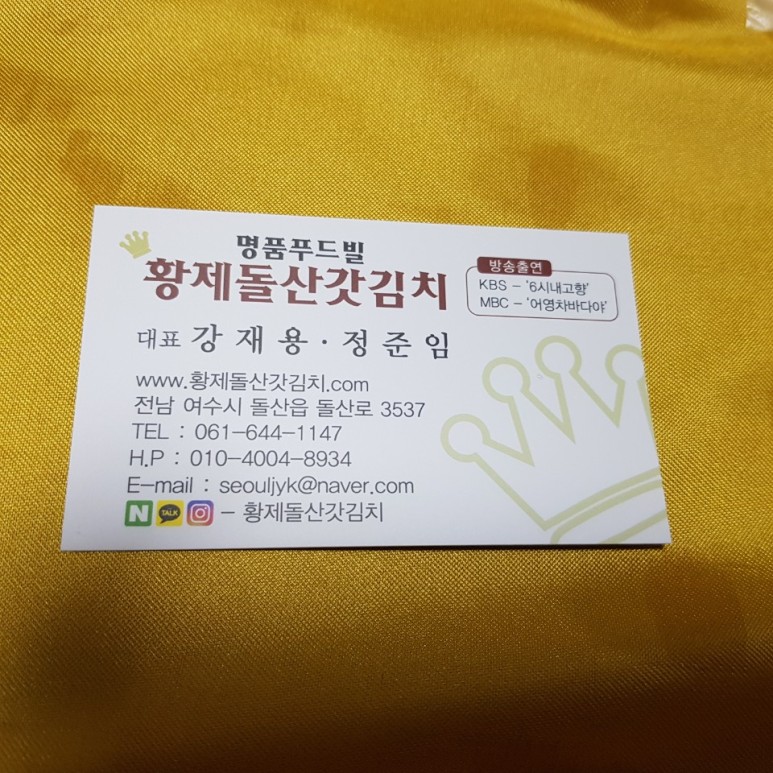 명품푸드빌
황제돌산갓김치
방송출연
KBS - '6시내고향'
MBC - '어영차바다야'
대표 강 재 용 · 정 준 임
www.황제돌산갓김치.com
전남 여수시 돌산읍 돌산로 3537
TEL : 061-644-1147
H.P : 010-4004-8934
E-mail : seouljyk@naver.com
N TALK - 황제돌산갓김치